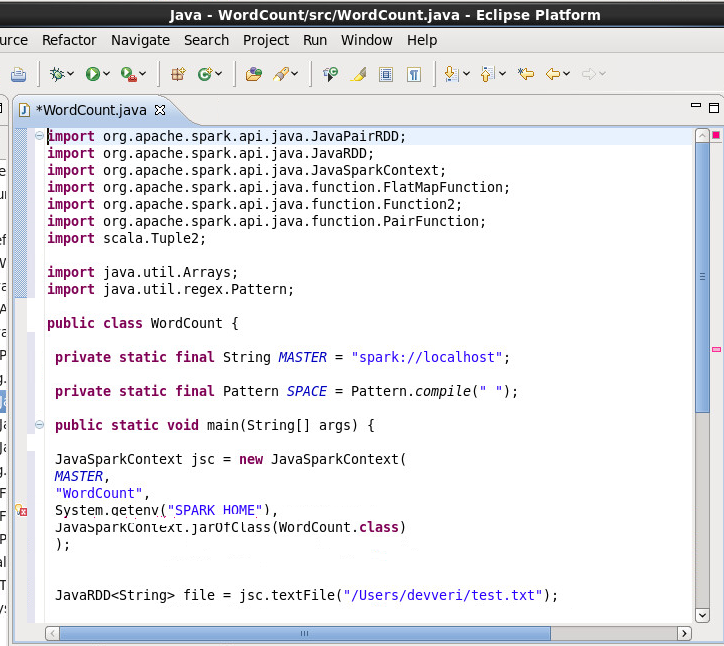 Java - WordCount/src/WordCount.java - Eclipse Platform
urce Refactor Navigate Search Project Run Window Help
*WordCount.java
import org.apache.spark.api.java.JavaPairRDD;
import org.apache.spark.api.java.JavaRDD;
import org.apache.spark.api.java.JavaSparkContext;
import org.apache.spark.api.java.function.FlatMapFunction;
import org.apache.spark.api.java.function.Function2;
import org.apache.spark.api.java.function.PairFunction;
import scala.Tuple2;
import java.util.Arrays;
import java.util.regex.Pattern;
public class WordCount {
private static final String MASTER = "spark://localhost";
private static final Pattern SPACE = Pattern.compile(" ");
public static void main(String[] args) {
JavaSparkContext jsc = new JavaSparkContext(
MASTER,
"WordCount",
System.getenv("SPARK HOME"),
JavaSparkContext.jarOfClass(WordCount.class)
);
JavaRDD<String> file = jsc.textFile("/Users/devveri/test.txt");